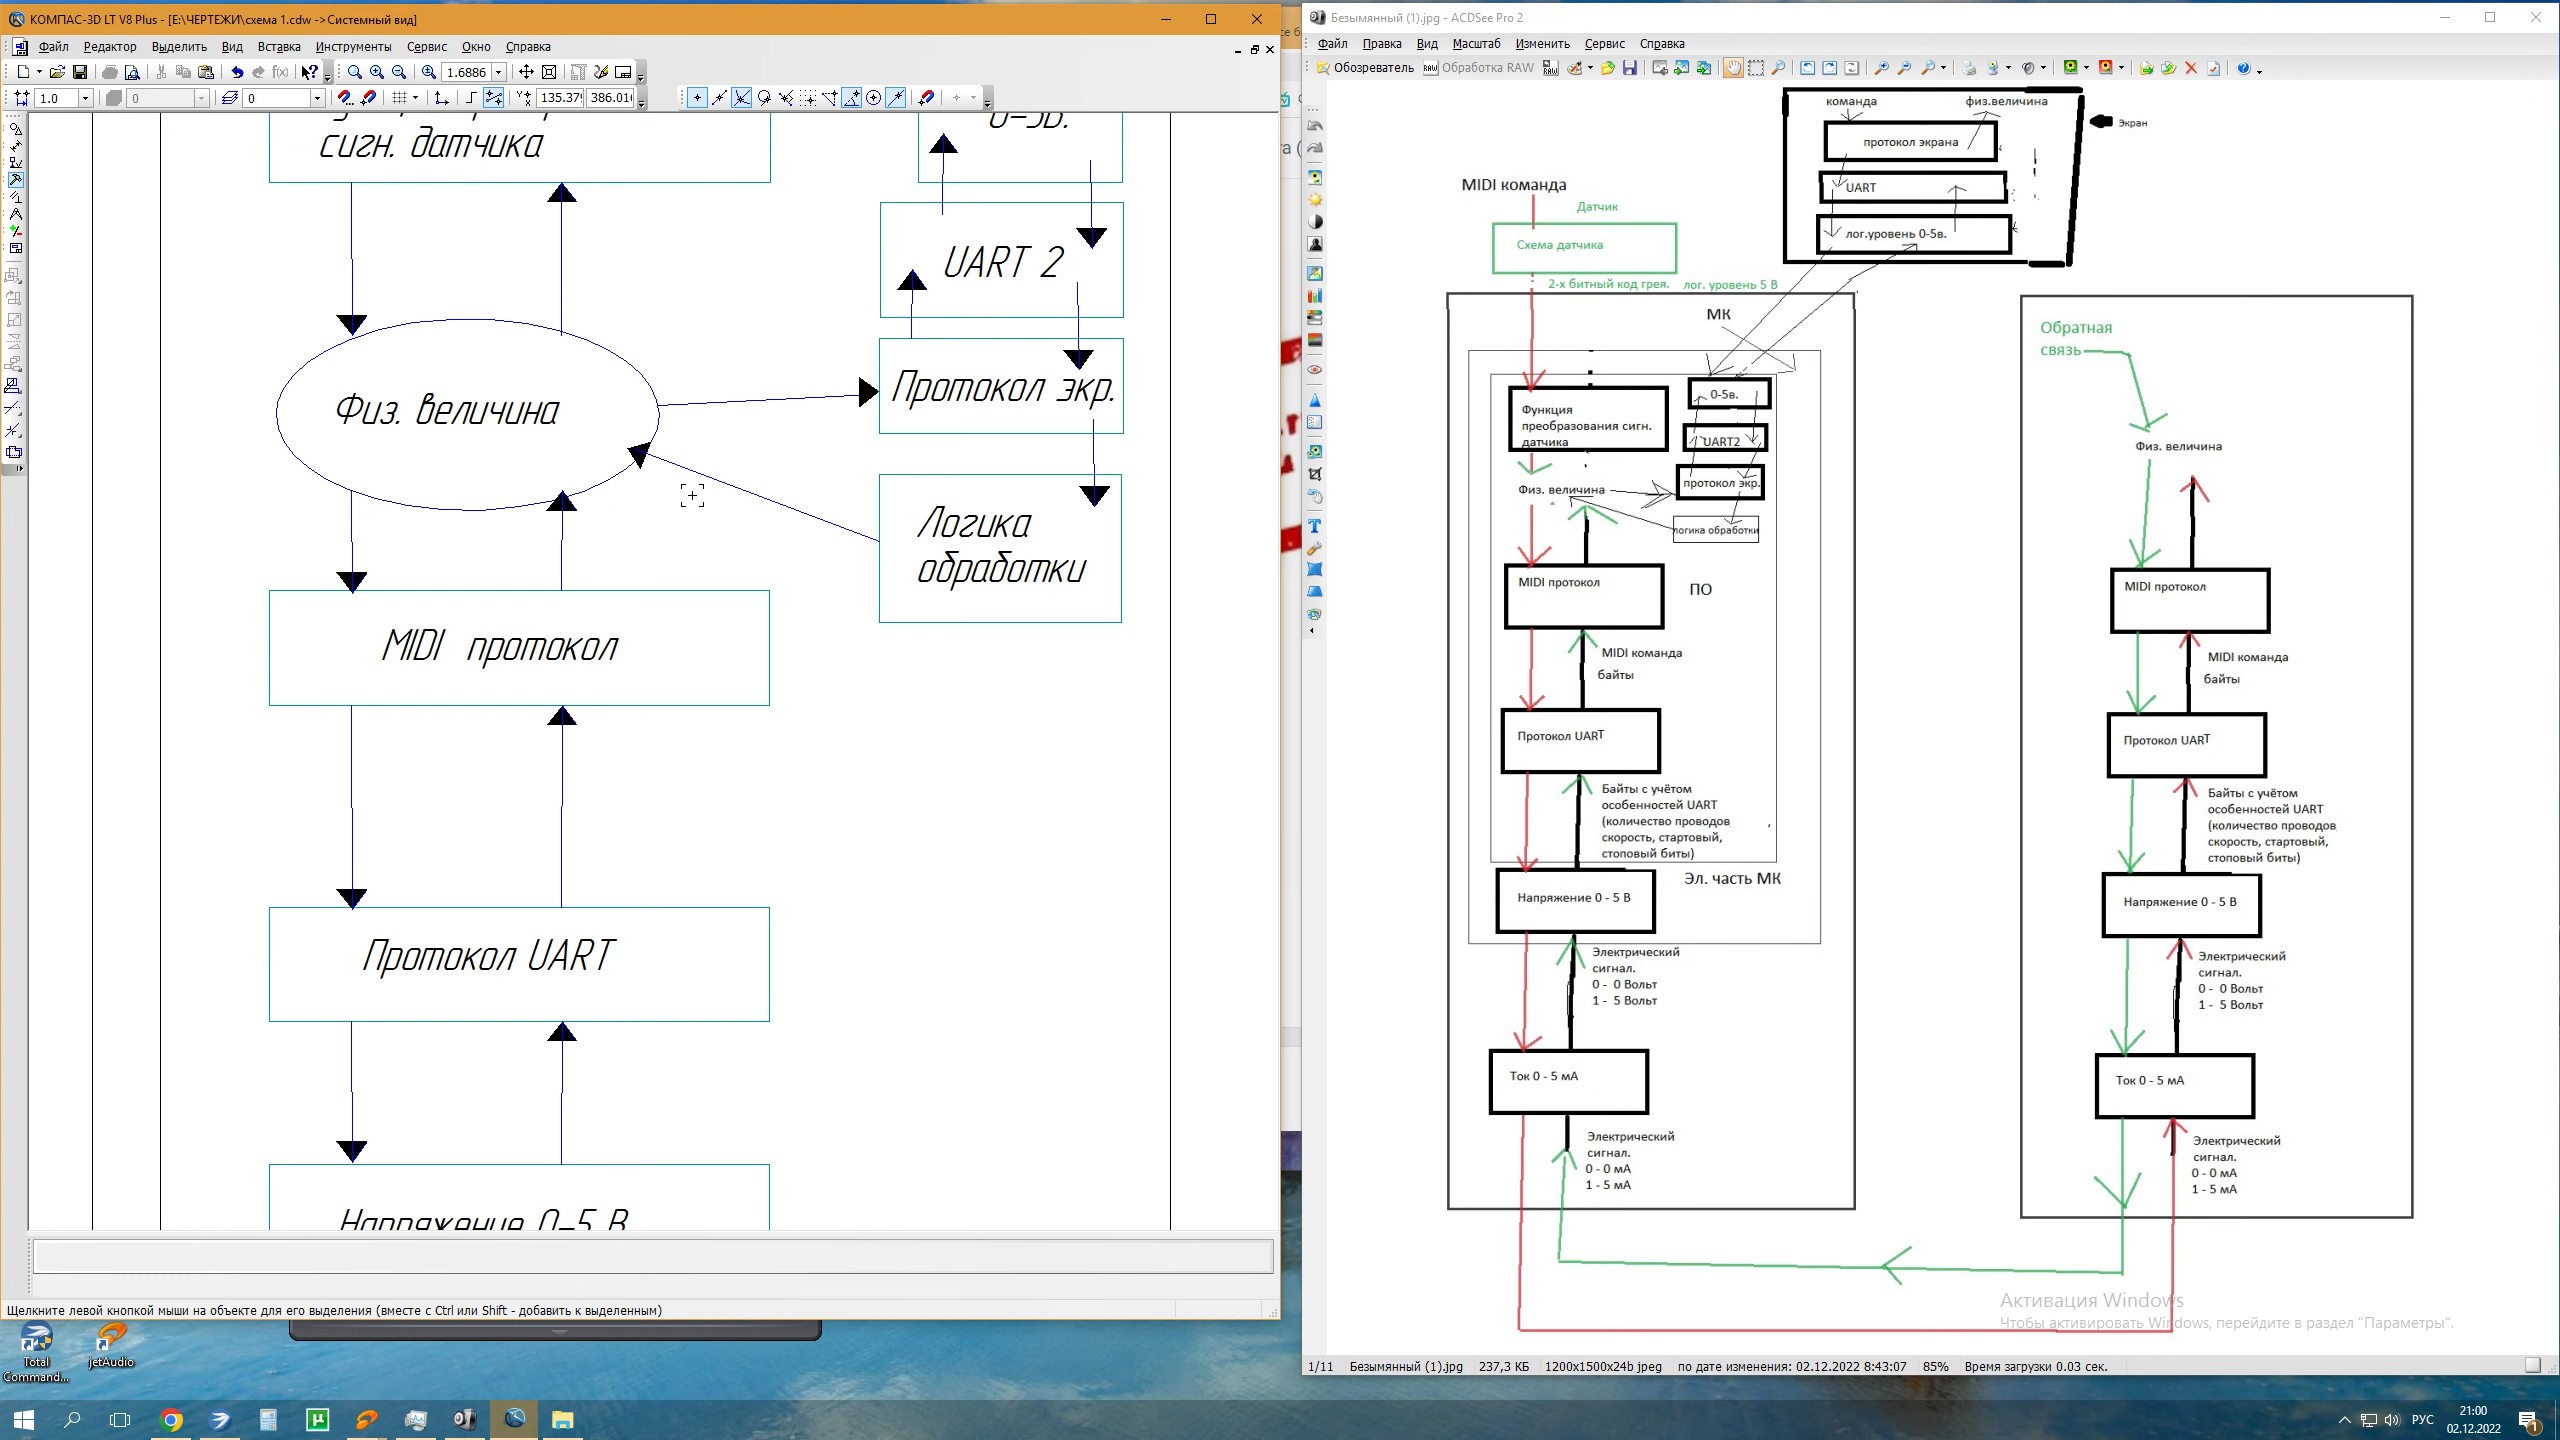 КОМПАС-3D LT V8 Plus - [E:\ЧЕРТЕЖИ\схема 1.cdw ->Системный вид]
Файл Редактор Выделить Вид Вставка Инструменты Сервис Окно Справка
1.6886
1.0
0
0
135.37
386.01
сигн. датчика
0-5В.
UART 2
Физ. величина
Протокол экр.
Логика
обработки
MIDI протокол
Протокол UART
Напряжение 0-5 В
Щелкните левой кнопкой мыши на объекте для его выделения (вместе с Ctrl или Shift - добавить к выделенным)
Total
Command...
jetAudio
Безымянный (1).jpg - ACDSee Pro 2
Файл Правка Вид Масштаб Изменить Сервис Справка
Обозреватель
Обработка RAW
команда
физ.величина
протокол экрана
UART
лог.уровень 0-5в.
Экран
MIDI команда
Датчик
Схема датчика
2-х битный код грея. лог. уровень 5 В
МК
Функция
преобразования сигн.
датчика
0-5в.
UART2
протокол экр.
логика обработки
Физ. величина
MIDI протокол
ПО
MIDI команда
байты
Протокол UART
Байты с учётом
особенностей UART
(количество проводов
скорость, стартовый,
стоповый биты)
Эл. часть МК
Напряжение 0 - 5 В
Электрический
сигнал.
0 - 0 Вольт
1 - 5 Вольт
Ток 0 - 5 мА
Электрический
сигнал.
0 - 0 мА
1 - 5 мА
Обратная
связь
Физ. величина
MIDI протокол
MIDI команда
байты
Протокол UART
Байты с учётом
особенностей UART
(количество проводов
скорость, стартовый,
стоповый биты)
Напряжение 0 - 5 В
Электрический
сигнал.
0 - 0 Вольт
1 - 5 Вольт
Ток 0 - 5 мА
Электрический
сигнал.
0 - 0 мА
1 - 5 мА
Активация Windows
Чтобы активировать Windows, перейдите в раздел "Параметры".
1/11 Безымянный (1).jpg 237,3 КБ 1200x1500x24b jpeg по дате изменения: 02.12.2022 8:43:07 85% Время загрузки 0.03 сек.
РУС
21:00
02.12.2022